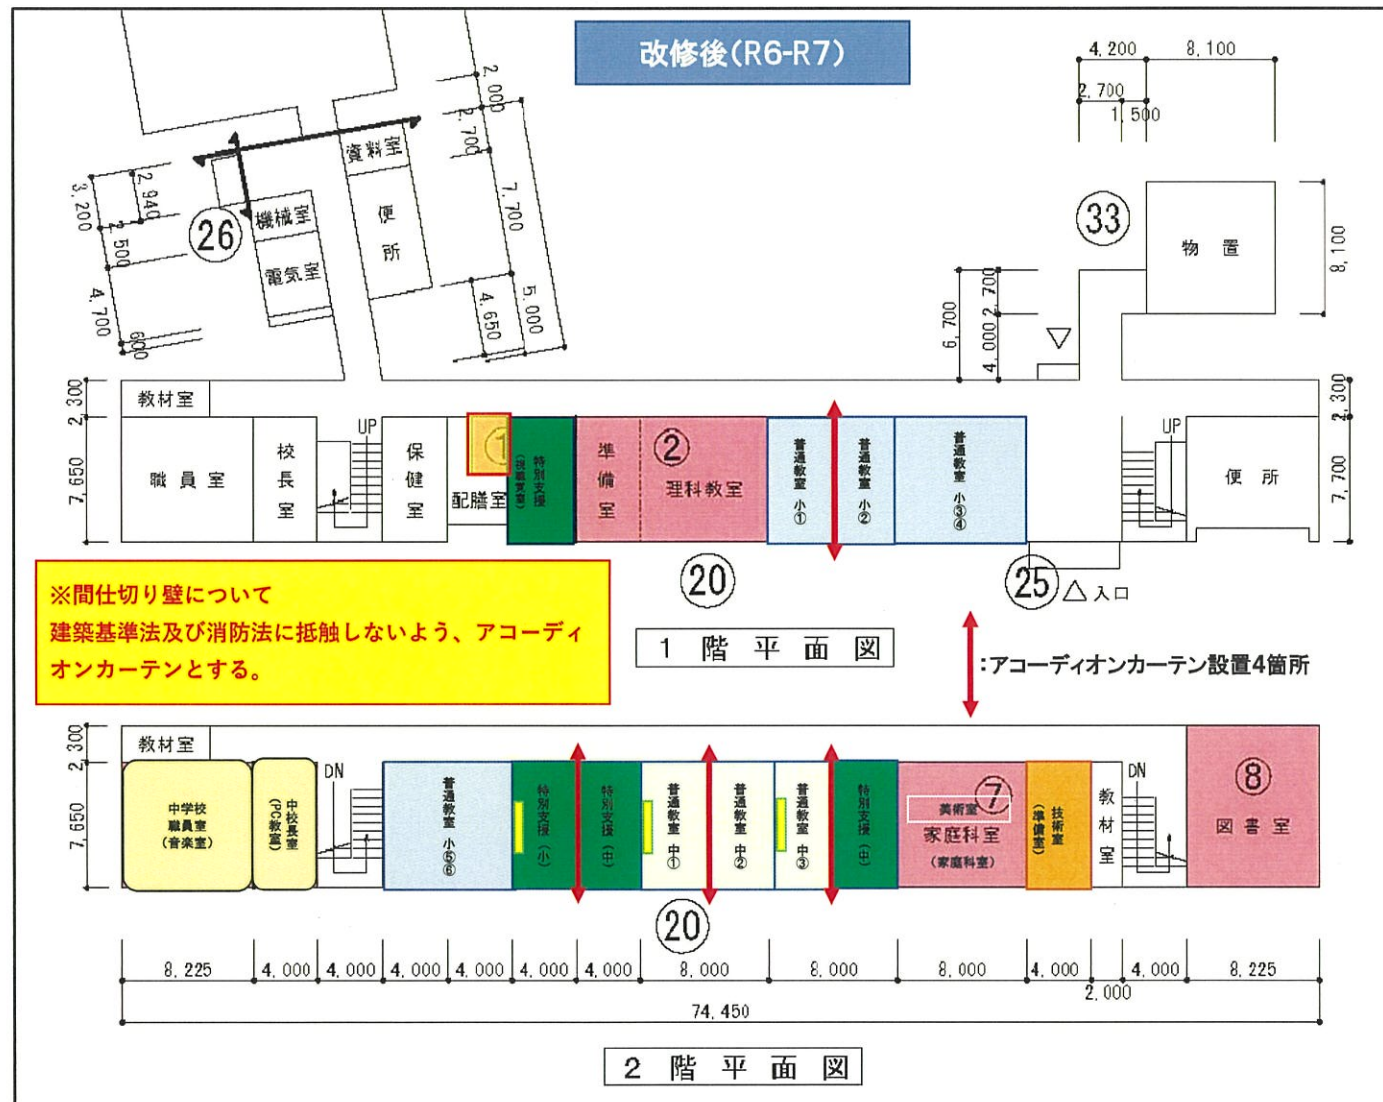 改修後(R6-R7)
4,200
8,100
2,700
1,500
2,000
2,700
7,700
5,000
4,650
3,200
2,940
2,500
4,700
600
資料室
便所
機械室
電気室
26
33
物置
8,100
6,700
2,700
4,000
2,300
7,650
教材室
職員室
校長室
UP
保健室
①
配膳室
特別支援
(視聴覚室)
準備室
②
理科教室
普通教室 小①
普通教室 小②
普通教室 小③④
UP
便所
2,300
7,700
20
25
入口
※間仕切り壁について
建築基準法及び消防法に抵触しないよう、アコーディ
オンカーテンとする。
1階平面図
:アコーディオンカーテン設置4箇所
2,300
7,650
教材室
中学校
職員室
(音楽室)
中校長室
(PC教室)
DN
普通教室 小⑤⑥
特別支援(小)
特別支援(中)
普通教室 中①
普通教室 中②
普通教室 中③
特別支援(中)
⑦
美術室
家庭科室
(家庭科室)
技術室
(準備室)
教材室
DN
⑧
図書室
20
8,225
4,000
4,000
4,000
4,000
4,000
4,000
8,000
8,000
8,000
4,000
2,000
4,000
8,225
74,450
2階平面図